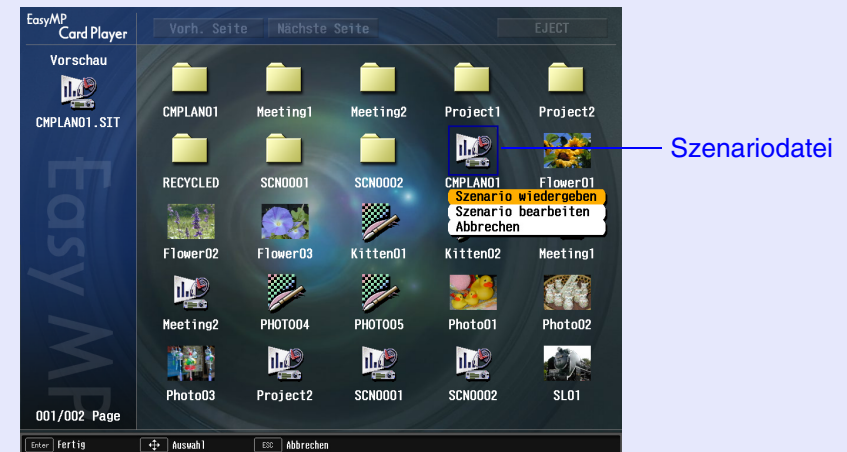 EasyMP
Card Player
Vorh. Seite
Nächste Seite
EJECT
Vorschau
CMPLAN01.SIT
CMPLAN01
Meeting1
Meeting2
Project1
Project2
RECYCLED
SCN0001
SCN0002
CMPLAN01
Flower01
Szenariodatei
Szenario wiedergeben
Szenario bearbeiten
Abbrechen
Flower02
Flower03
Kitten01
Kitten02
Meeting1
Meeting2
PHOTO04
PHOTO05
Photo01
Photo02
Photo03
Project2
SCN0001
SCN0002
SL01
Easy MP
001/002 Page
Enter Fertig
Auswahl
ESC Abbrechen